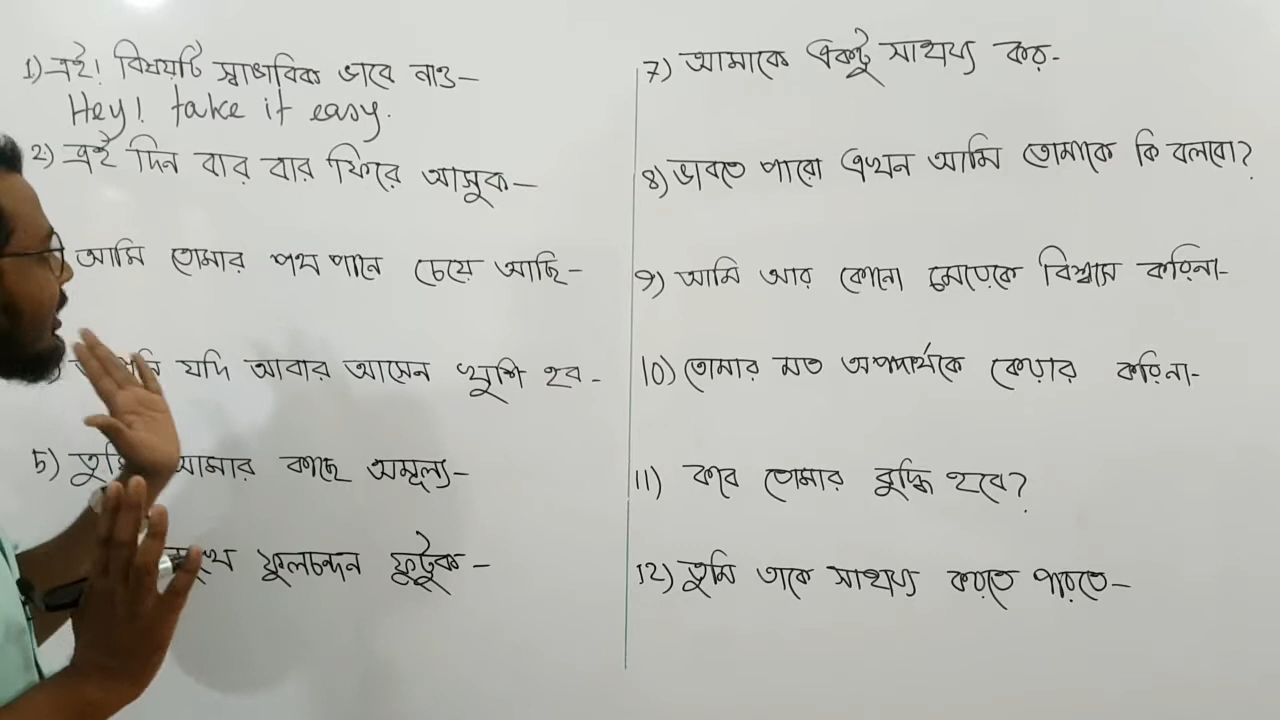 1) এই! বিষয়টি স্বাভাবিক ভাবে নাও—
Hey! take it easy.
2) এই দিন বার বার ফিরে আসুক—
আমি তোমার পথ পানে চেয়ে আছি—
যদি আবার আসেন খুশি হব-
5) আমার কাছে অমূল্য—
ফুলচন্দন ফুটুক—
7) আমাকে একটু সাহায্য কর-
8) ভাবতে পারো এখন আমি তোমাকে কি বলবো?
9) আমি আর কোনো মেয়েকে বিশ্বাস করিনা-
10) তোমার মত অপদার্থকে কেয়ার করিনা-
11) কবে তোমার বুদ্ধি হবে?
12) তুমি তাকে সাহায্য করতে পারতে—